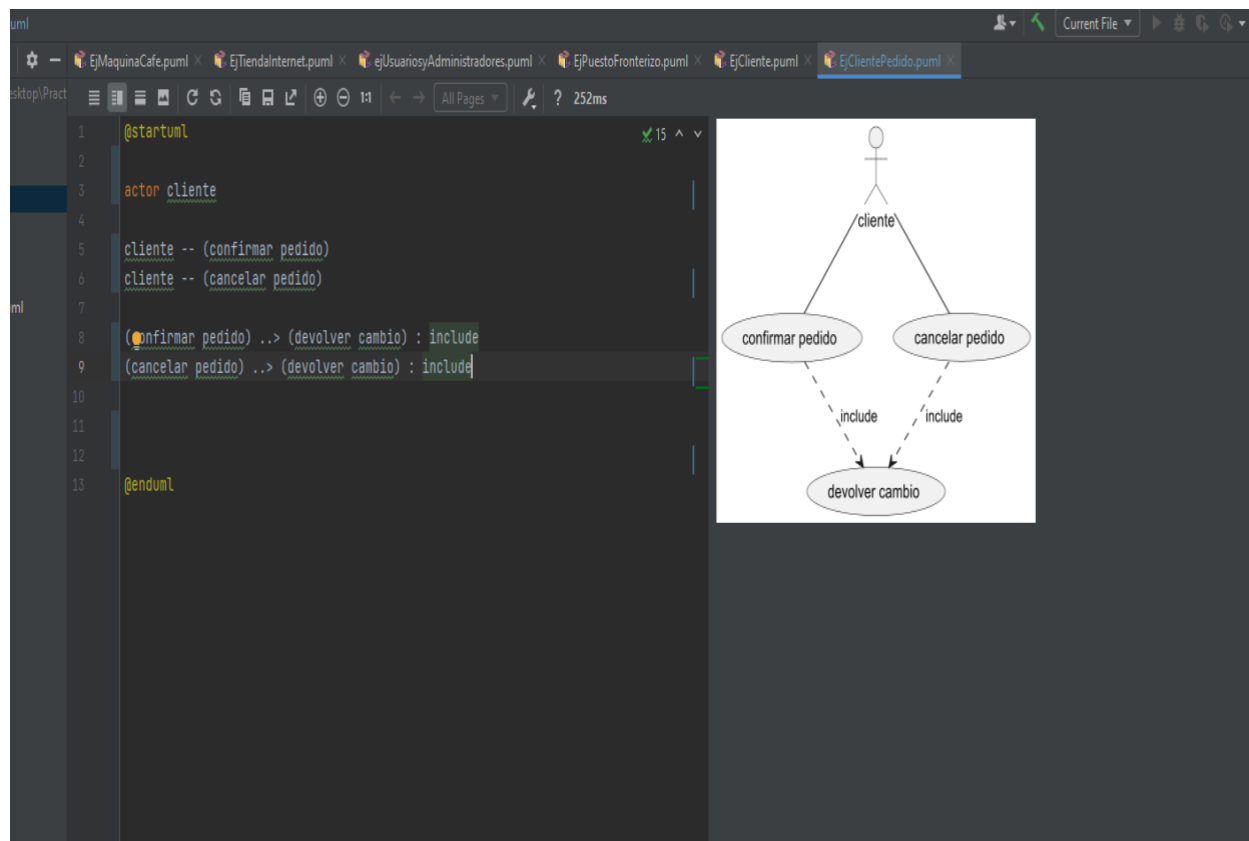 uml
Current File
EjMaquinaCafe.puml
EjTiendaInternet.puml
ejUsuariosyAdministradores.puml
EjPuestoFronterizo.puml
EjCliente.puml
EjClientePedido.puml
esktop\Pract
1:1
All Pages
? 252ms
1 @startuml
15
2
3 actor cliente
4
5 cliente -- (confirmar pedido)
6 cliente -- (cancelar pedido)
ml
7
8 (confirmar pedido) ..> (devolver cambio) : include
9 (cancelar pedido) ..> (devolver cambio) : include
10
11
12
13 @enduml
cliente
confirmar pedido
cancelar pedido
include
include
devolver cambio